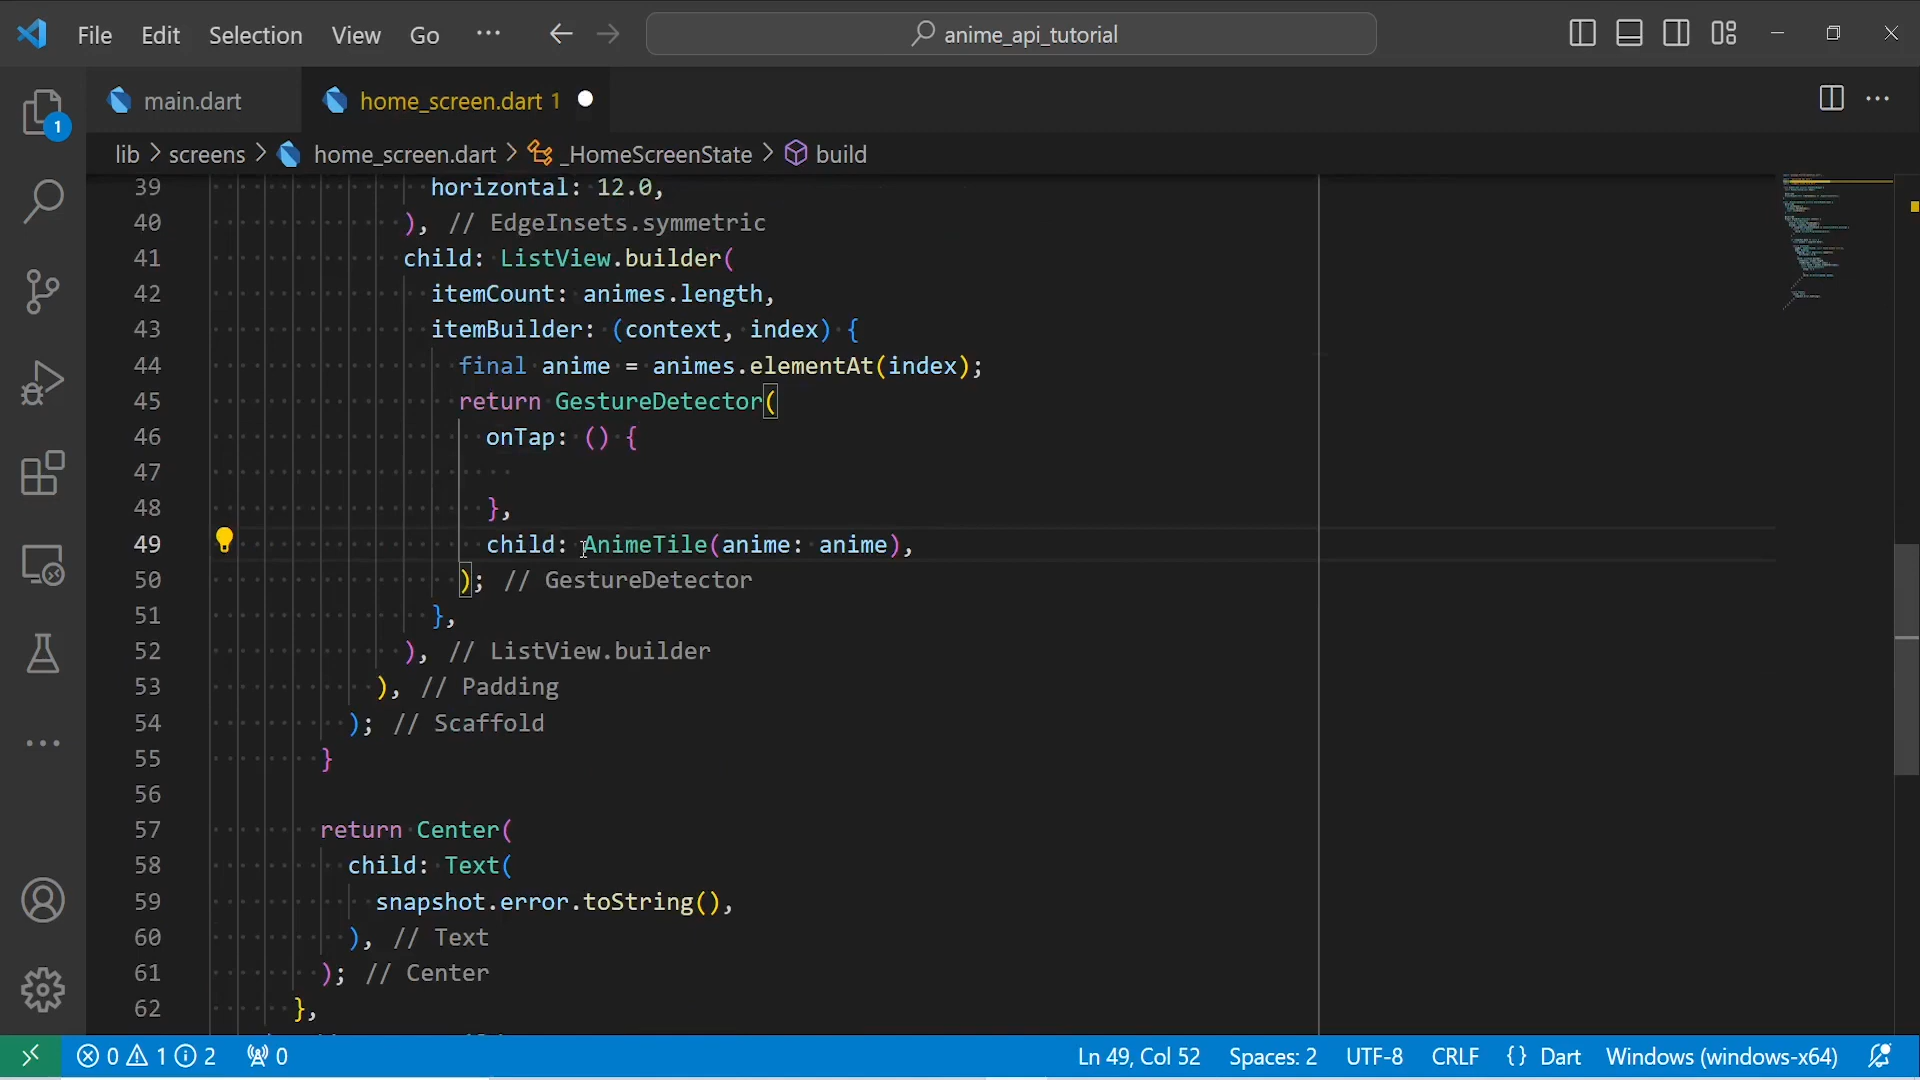 File Edit Selection View Go ··· anime_api_tutorial
main.dart home_screen.dart 1
lib > screens > home_screen.dart > _HomeScreenState > build
39 horizontal: 12.0,
40 ), // EdgeInsets.symmetric
41 child: ListView.builder(
42 itemCount: animes.length,
43 itemBuilder: (context, index) {
44 final anime = animes.elementAt(index);
45 return GestureDetector(
46 onTap: () {
47
48 },
49 child: AnimeTile(anime: anime),
50 ); // GestureDetector
51 },
52 ), // ListView.builder
53 ), // Padding
54 ); // Scaffold
55 }
56
57 return Center(
58 child: Text(
59 snapshot.error.toString(),
60 ), // Text
61 ); // Center
62 },
1
0 1 2 0 Ln 49, Col 52 Spaces: 2 UTF-8 CRLF {} Dart Windows (windows-x64)